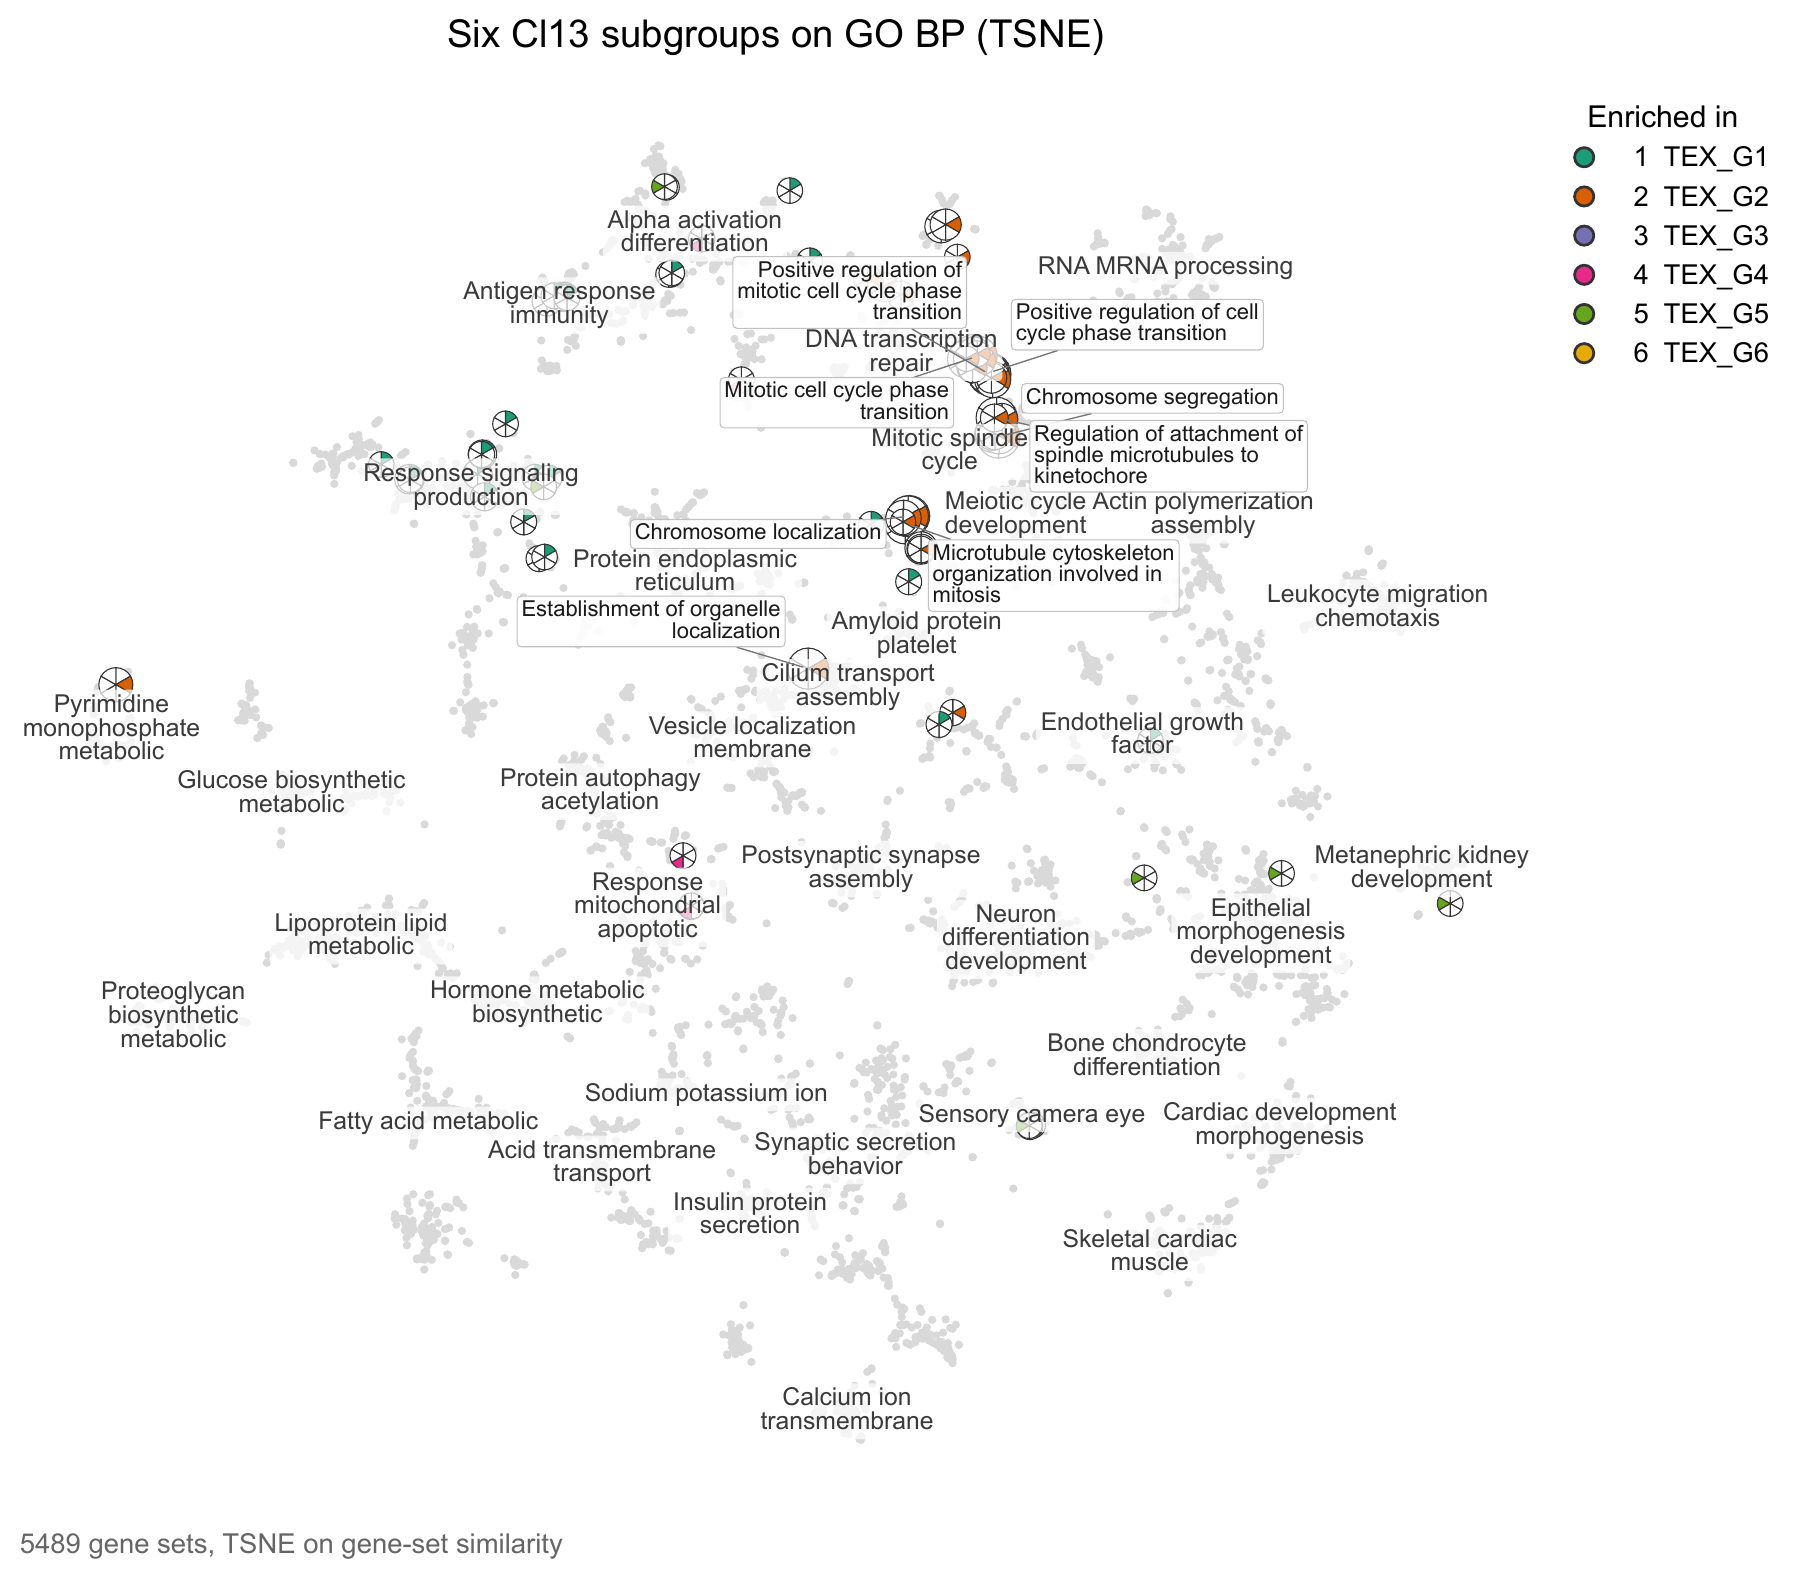 Six Cl13 subgroups on GO BP (TSNE)
Enriched in
1 TEX_G1
2 TEX_G2
3 TEX_G3
4 TEX_G4
5 TEX_G5
6 TEX_G6
Alpha activation
differentiation
Antigen response
immunity
RNA MRNA processing
Positive regulation of
mitotic cell cycle phase
transition
Positive regulation of cell
cycle phase transition
DNA transcription
repair
Mitotic cell cycle phase
transition
Chromosome segregation
Mitotic spindle
cycle
Regulation of attachment of
spindle microtubules to
kinetochore
Response signaling
production
Meiotic cycle
development
Actin polymerization
assembly
Chromosome localization
Protein endoplasmic
reticulum
Microtubule cytoskeleton
organization involved in
mitosis
Establishment of organelle
localization
Amyloid protein
platelet
Leukocyte migration
chemotaxis
Cilium transport
assembly
Pyrimidine
monophosphate
metabolic
Vesicle localization
membrane
Endothelial growth
factor
Glucose biosynthetic
metabolic
Protein autophagy
acetylation
Postsynaptic synapse
assembly
Metanephric kidney
development
Response
mitochondrial
apoptotic
Lipoprotein lipid
metabolic
Neuron
differentiation
development
Epithelial
morphogenesis
development
Proteoglycan
biosynthetic
metabolic
Hormone metabolic
biosynthetic
Bone chondrocyte
differentiation
Sodium potassium ion
Fatty acid metabolic
Sensory camera eye
Cardiac development
morphogenesis
Acid transmembrane
transport
Synaptic secretion
behavior
Insulin protein
secretion
Skeletal cardiac
muscle
Calcium ion
transmembrane
5489 gene sets, TSNE on gene-set similarity